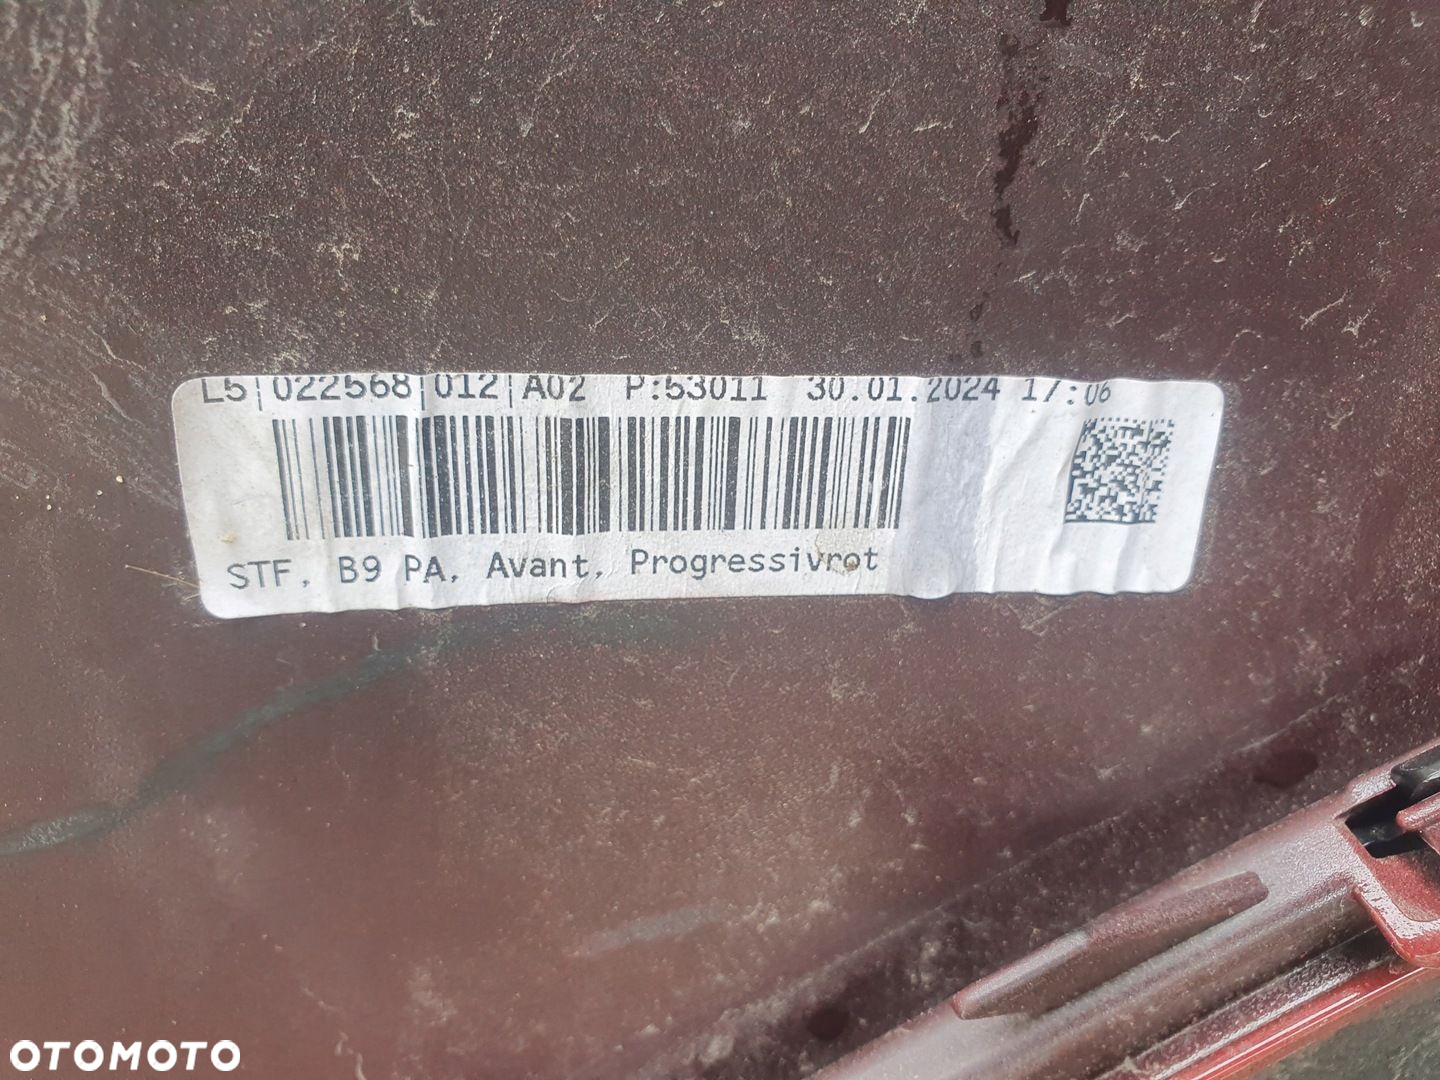 L5|022568|012|A02 P:53011 30.01.2024 17:06
STF, B9 PA, Avant, Progressivrot
OTOMOTO